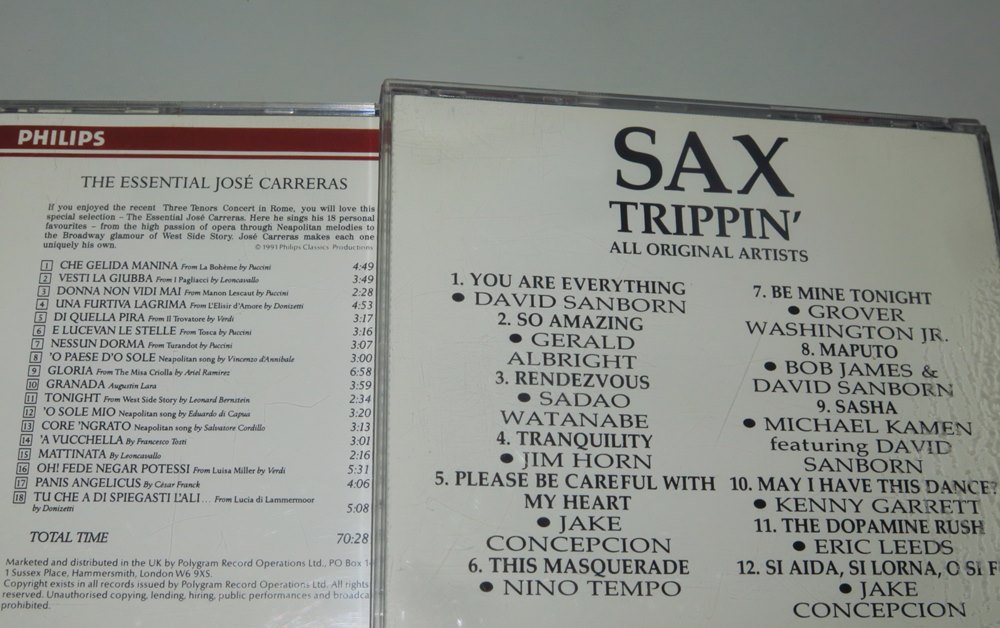 PHILIPS
THE ESSENTIAL JOSÉ CARRERAS
If you enjoyed the recent Three Tenors Concert in Rome, you will love this
special selection – The Essential José Carreras. Here he sings his 18 personal
favourites – from the high passion of opera through Neapolitan melodies to
the Broadway glamour of West Side Story. José Carreras makes each one
uniquely his own.
© 1991 Philips Classics Productions
1 CHE GELIDA MANINA From La Bohème by Puccini 4:49
2 VESTI LA GIUBBA From I Pagliacci by Leoncavallo 3:49
3 DONNA NON VIDI MAI From Manon Lescaut by Puccini 2:28
4 UNA FURTIVA LAGRIMA From L'Elisir d'Amore by Donizetti 4:53
5 DI QUELLA PIRA From Il Trovatore by Verdi 3:17
6 E LUCEVAN LE STELLE From Tosca by Puccini 3:16
7 NESSUN DORMA From Turandot by Puccini 3:07
8 'O PAESE D'O SOLE Neapolitan song by Vincenzo d'Annibale 3:00
9 GLORIA From The Misa Criolla by Ariel Ramirez 6:58
10 GRANADA Augustin Lara 3:59
11 TONIGHT From West Side Story by Leonard Bernstein 2:34
12 'O SOLE MIO Neapolitan song by Eduardo di Capua 3:20
13 CORE 'NGRATO Neapolitan song by Salvatore Cordillo 3:13
14 'A VUCCHELLA By Francesco Tosti 3:01
15 MATTINATA By Leoncavallo 2:16
16 OH! FEDE NEGAR POTESSI From Luisa Miller by Verdi 5:31
17 PANIS ANGELICUS By César Franck 4:06
18 TU CHE A DI SPIEGASTI L'ALI... From Lucia di Lammermoor
by Donizetti 5:08
TOTAL TIME 70:28
Marketed and distributed in the UK by Polygram Record Operations Ltd., PO Box
1 Sussex Place, Hammersmith, London W6 9XS.
Copyright exists in all records issued by Polygram Record Operations Ltd. All rights
reserved. Unauthorised copying, lending, hiring, public performances and
prohibited.
SAX
TRIPPIN'
ALL ORIGINAL ARTISTS
1. YOU ARE EVERYTHING
● DAVID SANBORN
2. SO AMAZING
● GERALD
ALBRIGHT
3. RENDEZVOUS
● SADAO
WATANABE
4. TRANQUILITY
● JIM HORN
5. PLEASE BE CAREFUL WITH
MY HEART
● JAKE
CONCEPCION
6. THIS MASQUERADE
● NINO TEMPO
7. BE MINE TONIGHT
● GROVER
WASHINGTON JR.
8. MAPUTO
● BOB JAMES &
DAVID SANBORN
9. SASHA
● MICHAEL KAMEN
featuring DAVID
SANBORN
10. MAY I HAVE THIS DANCE?
● KENNY GARRETT
11. THE DOPAMINE RUSH
● ERIC LEEDS
12. SI AIDA, SI LORNA, O SI
● JAKE
CONCEPCION